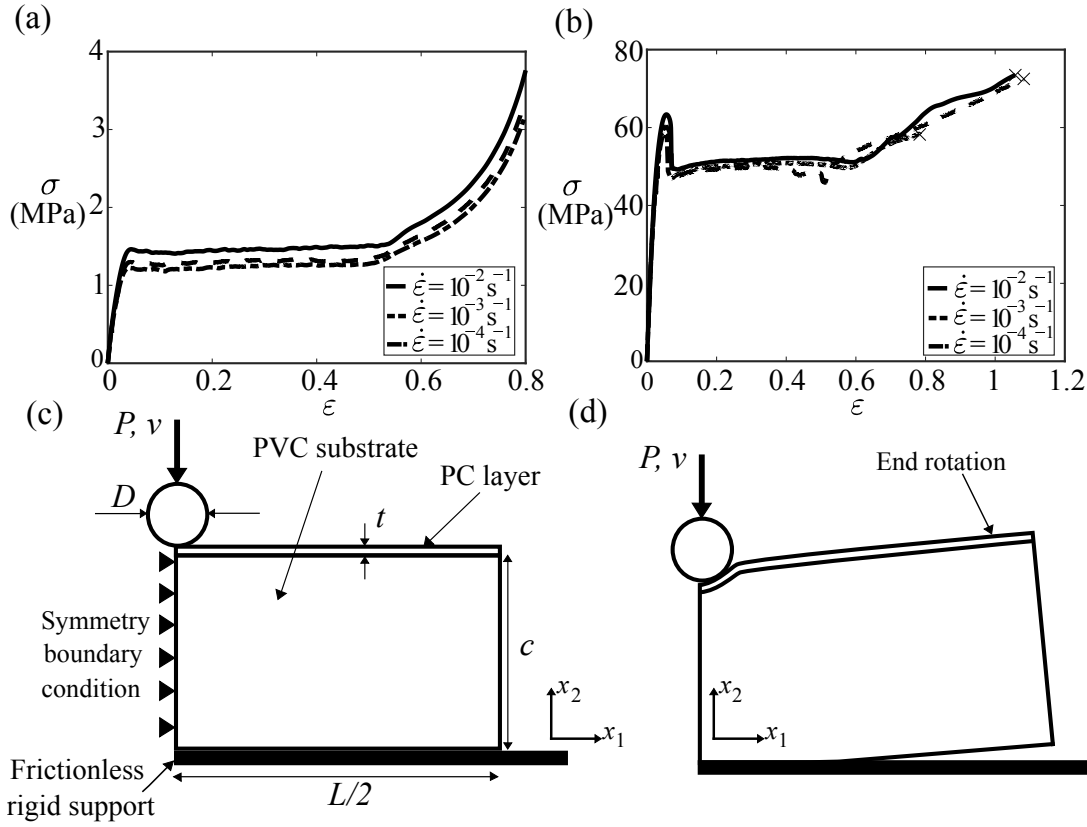 (a)
4
3
2
1
0
σ
(MPa)
0
0.2
0.4
0.6
0.8
ε
ε̇ = 10⁻² s⁻¹
ε̇ = 10⁻³ s⁻¹
ε̇ = 10⁻⁴ s⁻¹
(b)
80
60
40
20
0
σ
(MPa)
0
0.2
0.4
0.6
0.8
1
1.2
ε
ε̇ = 10⁻² s⁻¹
ε̇ = 10⁻³ s⁻¹
ε̇ = 10⁻⁴ s⁻¹
(c)
P, v
PVC substrate
PC layer
D
t
Symmetry
boundary
condition
c
x₂
x₁
Frictionless
rigid support
L/2
(d)
P, v
End rotation
x₂
x₁